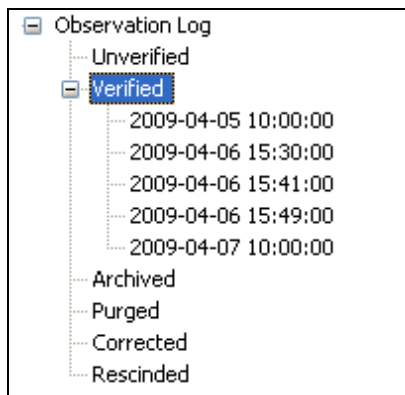 Observation Log
Unverified
Verified
2009-04-05 10:00:00
2009-04-06 15:30:00
2009-04-06 15:41:00
2009-04-06 15:49:00
2009-04-07 10:00:00
Archived
Purged
Corrected
Rescinded